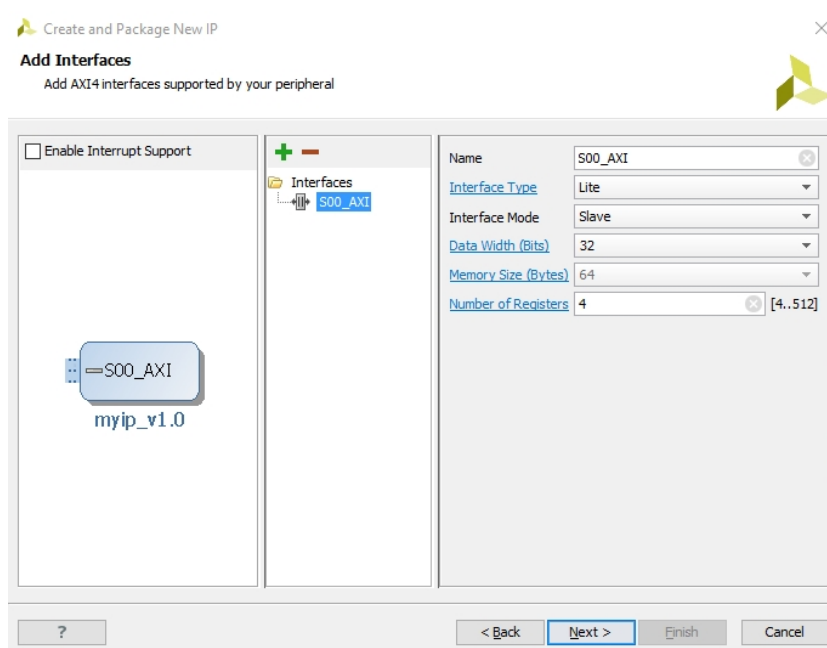 Create and Package New IP
Add Interfaces
Add AXI4 interfaces supported by your peripheral
Enable Interrupt Support
S00_AXI
myip_v1.0
Interfaces
S00_AXI
Name S00_AXI
Interface Type Lite
Interface Mode Slave
Data Width (Bits) 32
Memory Size (Bytes) 64
Number of Registers 4 [4..512]
? < Back Next > Finish Cancel